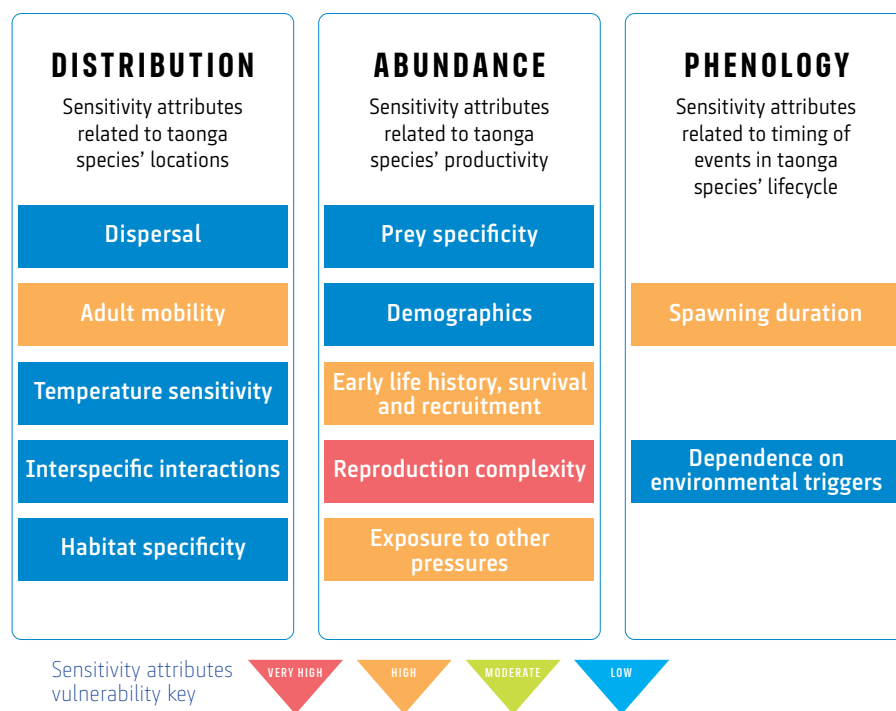 DISTRIBUTION
Sensitivity attributes
related to taonga
species’ locations
Dispersal
Adult mobility
Temperature sensitivity
Interspecific interactions
Habitat specificity
ABUNDANCE
Sensitivity attributes
related to taonga
species’ productivity
Prey specificity
Demographics
Early life history, survival
and recruitment
Reproduction complexity
Exposure to other
pressures
PHENOLOGY
Sensitivity attributes
related to timing of
events in taonga
species’ lifecycle
Spawning duration
Dependence on
environmental triggers
Sensitivity attributes
vulnerability key
VERY HIGH
HIGH
MODERATE
LOW